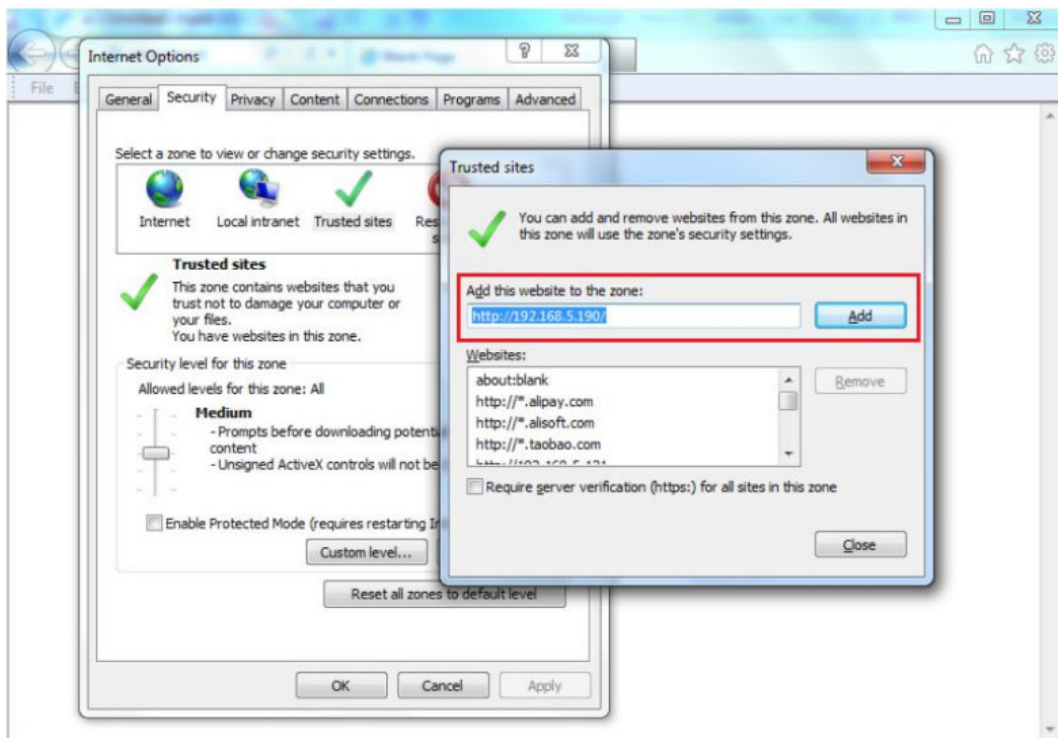 Internet Options
File
General Security Privacy Content Connections Programs Advanced
Select a zone to view or change security settings.
Internet Local intranet Trusted sites
Trusted sites
This zone contains websites that you
trust not to damage your computer or
your files.
You have websites in this zone.
Security level for this zone
Allowed levels for this zone: All
Medium
- Prompts before downloading
content
- Unsigned ActiveX controls will not be
Enable Protected Mode (requires restarting
Custom level...
Reset all zones to default level
OK Cancel Apply
Trusted sites
You can add and remove websites from this zone. All websites in
this zone will use the zone's security settings.
Add this website to the zone:
http://192.168.5.190/
Add
Websites:
about:blank
http://*.alipay.com
http://*.alisoft.com
http://*.taobao.com
Remove
Require server verification (https:) for all sites in this zone
Close